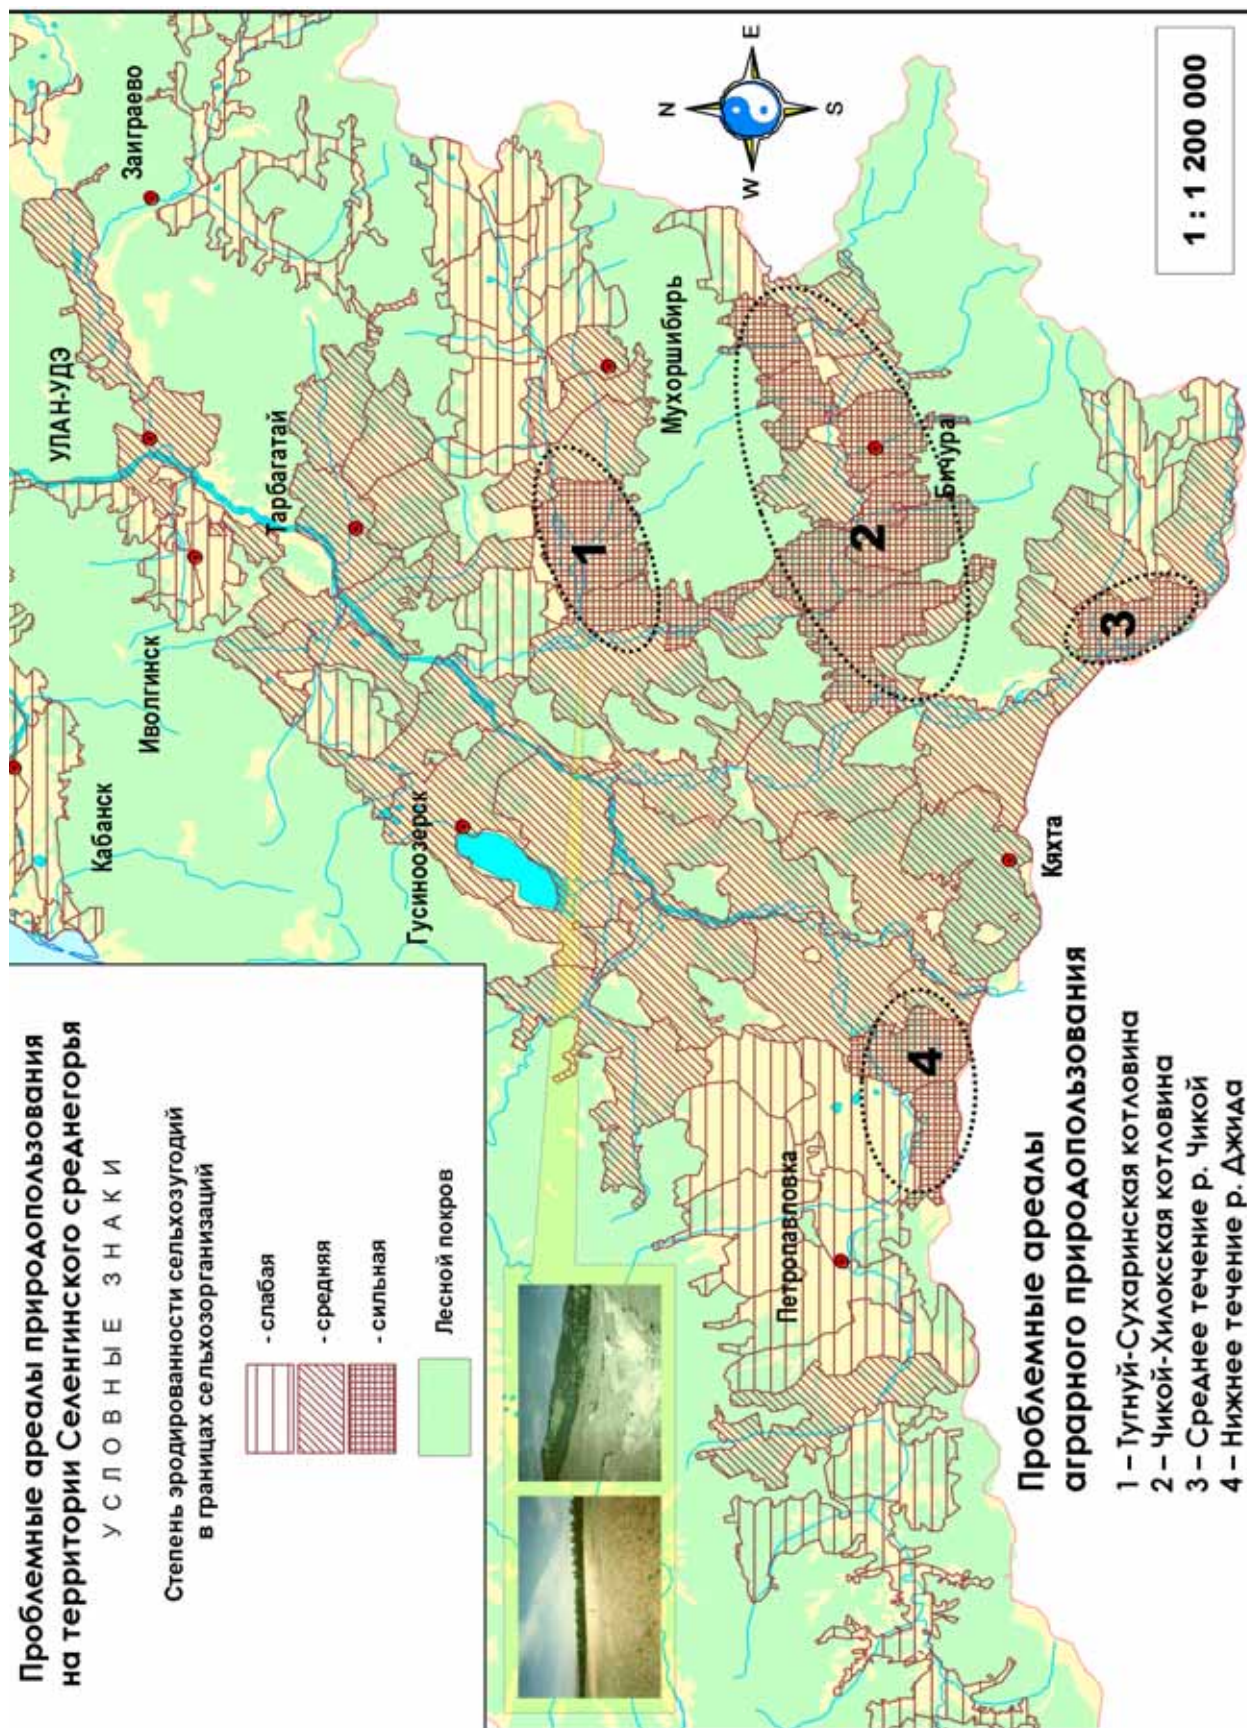 Проблемные ареалы природопользования
на территории Селенгинского среднегорья
УСЛОВНЫЕ ЗНАКИ
Степень эродированности сельхозугодий
в границах сельхозорганизаций
- слабая
- средняя
- сильная
Лесной покров
Кабанск
Иволгинск
УЛАН-УДЭ
Заиграево
Тарбагатай
Гусиноозерск
Мухоршибирь
Бичура
Кяхта
Петропавловка
1
2
3
4
N
W
E
S
Проблемные ареалы
аграрного природопользования
1 – Тугнуй-Сухаринская котловина
2 – Чикой-Хилокская котловина
3 – Среднее течение р. Чикой
4 – Нижнее течение р. Джида
1 : 1 200 000